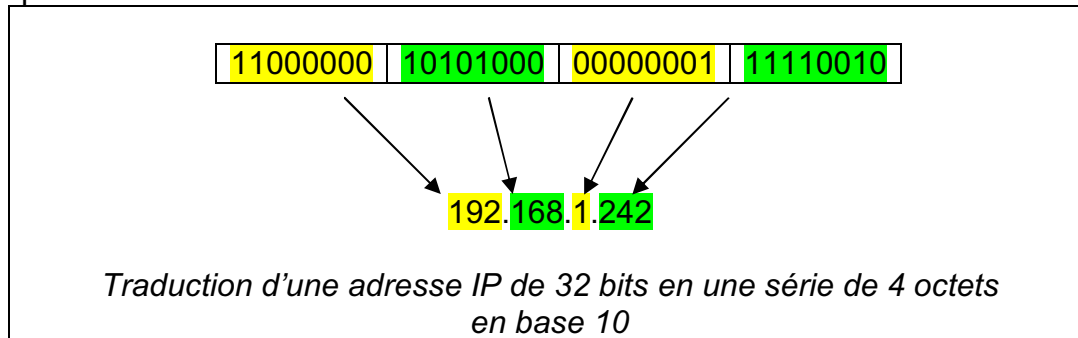 11000000 10101000 00000001 11110010
192.168.1.242
Traduction d’une adresse IP de 32 bits en une série de 4 octets
en base 10